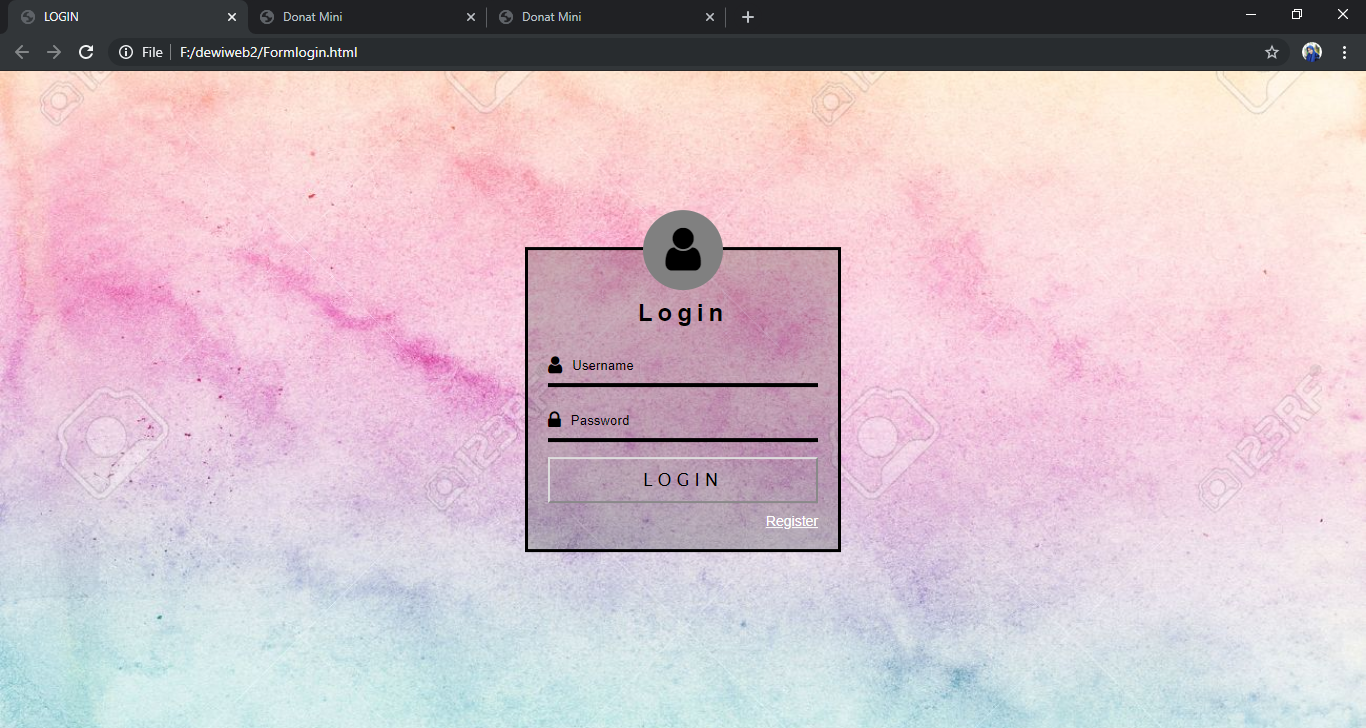 LOGIN
Donat Mini
Donat Mini
File
F:/dewiweb2/Formlogin.html
123RF
123RF
123RF
123RF
Login
Username
Password
LOGIN
Register